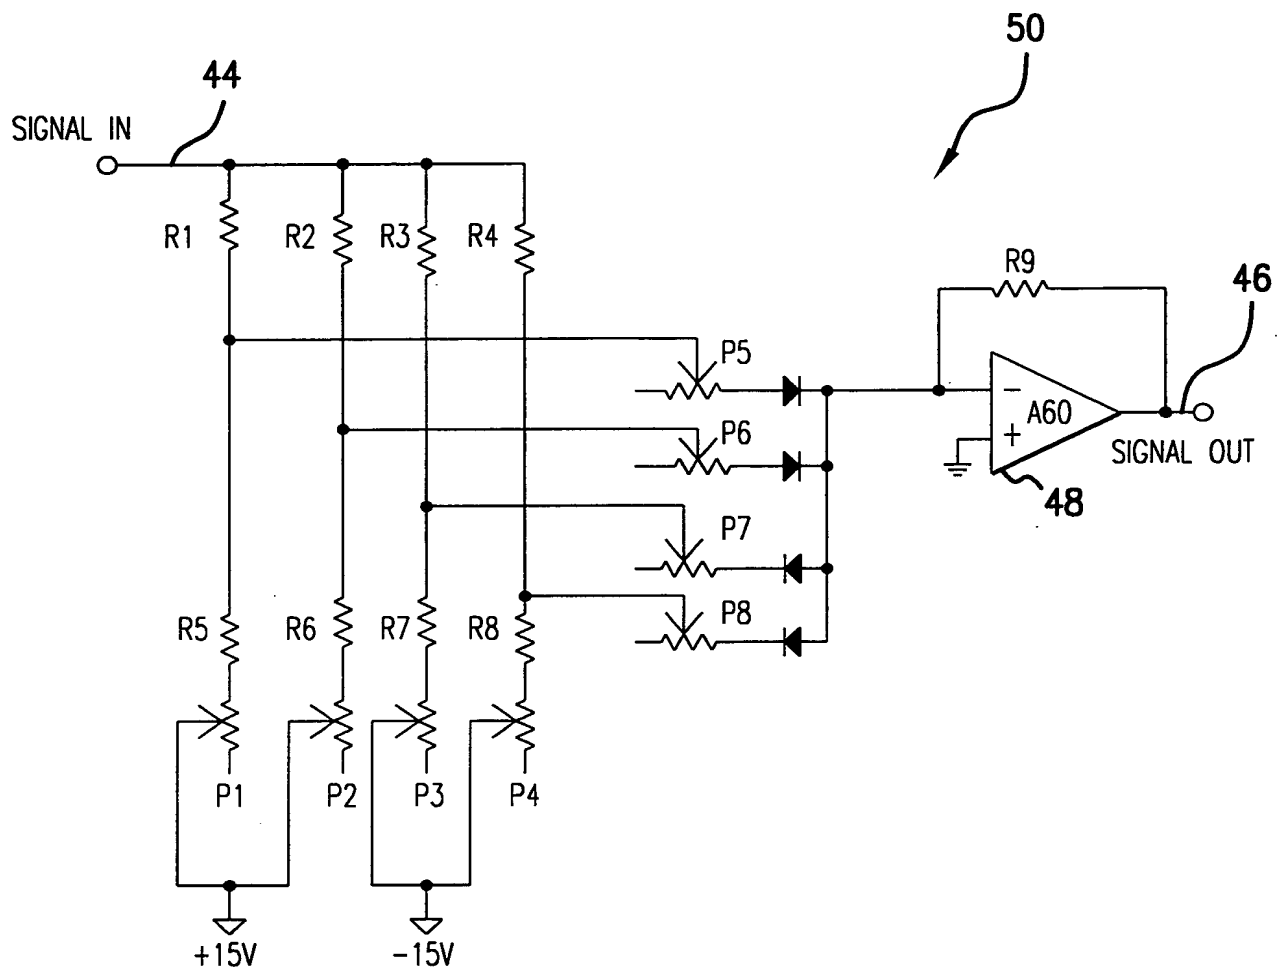 50
44
SIGNAL IN
R1
R2
R3
R4
R9
46
P5
−
A60
+
P6
SIGNAL OUT
48
P7
P8
R5
R6
R7
R8
P1
P2
P3
P4
+15V
−15V